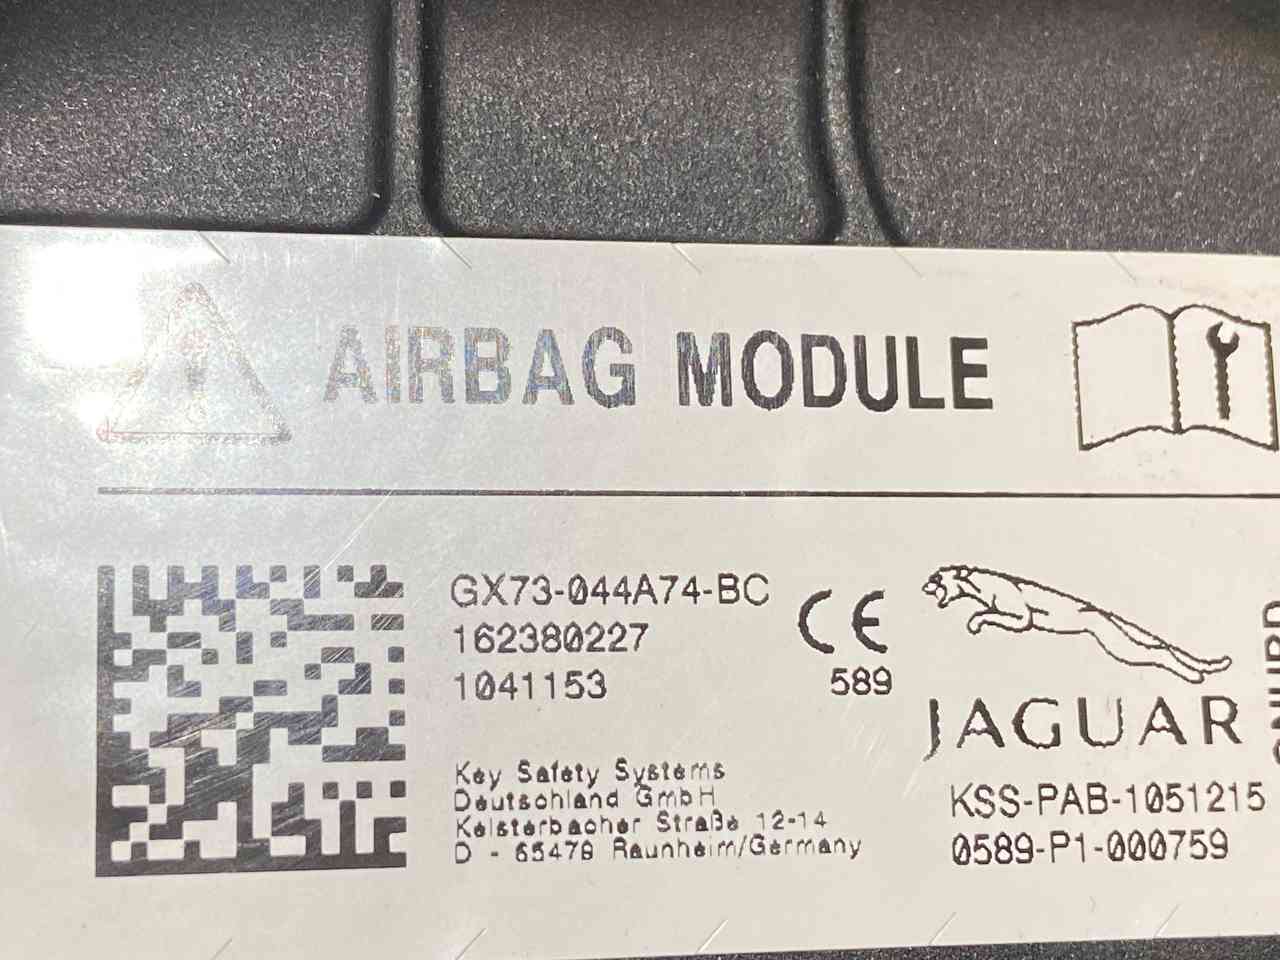 AIRBAG MODULE
GX73-044A74-BC
162380227
1041153
CE
589
JAGUAR
Key Safety Systems
Deutschland GmbH
Kelsterbacher Straße 12-14
D - 65479 Raunheim/Germany
KSS-PAB-1051215
0589-P1-000759